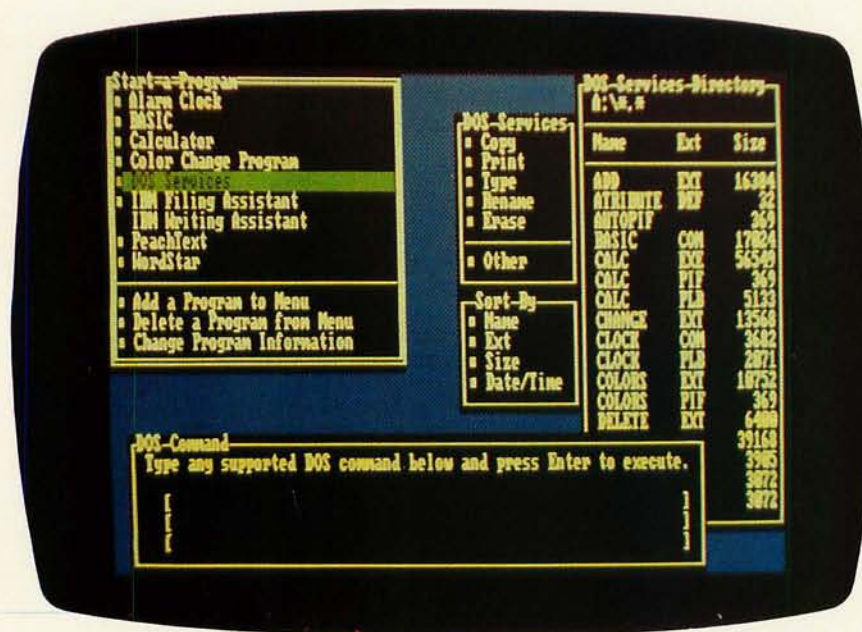 Start-a-Program
Alarm Clock
BASIC
Calculator
Color Change Program
DOS Services
IBM Filing Assistant
IBM Writing Assistant
PeachText
WordStar
Add a Program to Menu
Delete a Program from Menu
Change Program Information
DOS-Services
Copy
Print
Type
Rename
Erase
Other
Sort-By
Name
Ext
Size
Date/Time
DOS-Services-Directory
A:\*.*
Name Ext Size
ADD EXT 16384
ATRIBUTE DEF 32
AUTOPIF 369
BASIC COM 17024
CALC EXE 56549
CALC PIF 369
CALC PLB 5133
CHANGE EXT 13568
CLOCK COM 3682
CLOCK PLB 2071
COLORS EXT 10752
COLORS PIF 369
DELETE EXT 6400
39168
3905
3072
3072
DOS-Command
Type any supported DOS command below and press Enter to execute.
[ ]
[ ]
[ ]